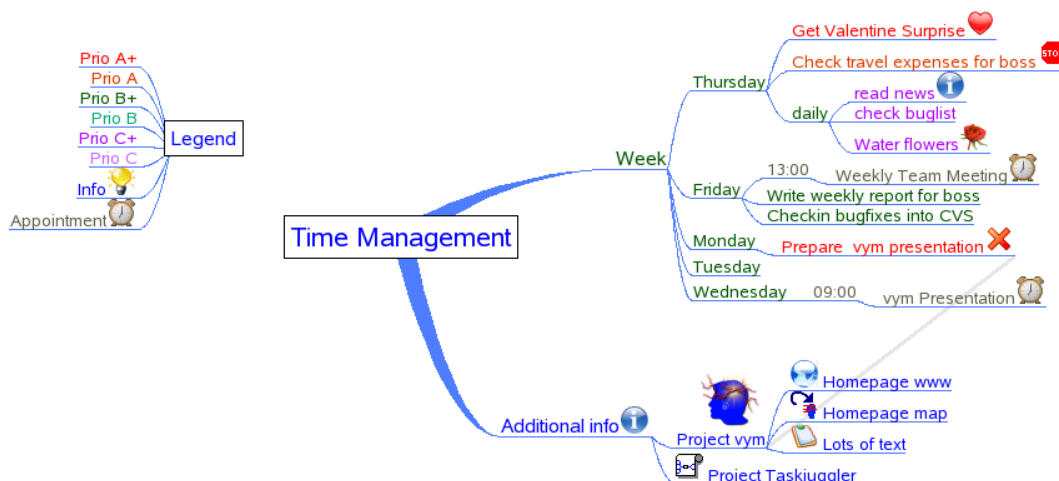 Prio A+
Prio A
Prio B+
Prio B
Prio C+
Prio C
Info
Appointment
Legend
Time Management
Week
Thursday
Get Valentine Surprise
Check travel expenses for boss
STOP
daily
read news
check buglist
Water flowers
Friday
13:00
Weekly Team Meeting
Write weekly report for boss
Checkin bugfixes into CVS
Monday
Prepare vym presentation
Tuesday
Wednesday
09:00
vym Presentation
Additional info
Project vym
Homepage www
Homepage map
Lots of text
Project Taskjuggler